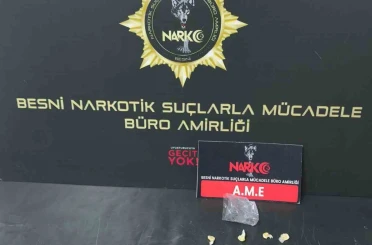 NARKO
BESNİ NARKOTİK SUÇLARLA MÜCADELE
BÜRO AMİRLİĞİ
GEÇİT
YOK!
NARKO
BESNİ NARKOTİK SUÇLARLA MÜCADELE BÜRO AMİRLİĞİ
A.M.E